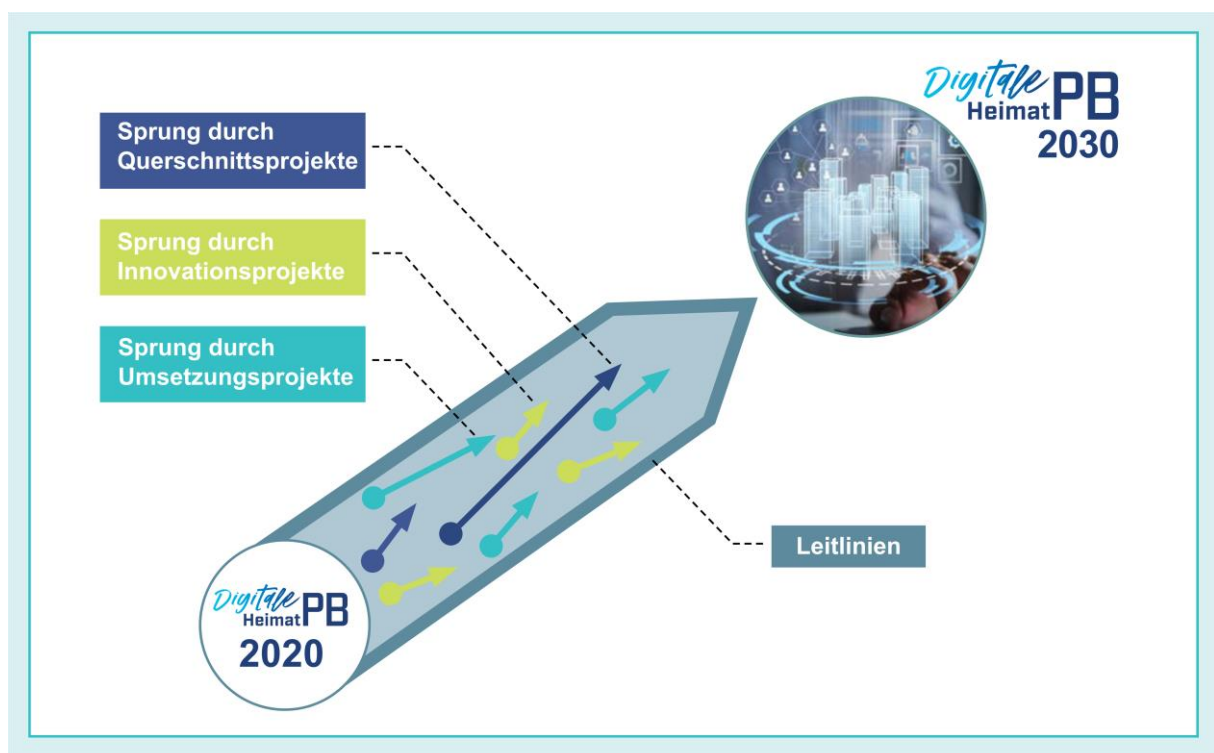 Digitale
Heimat PB
2030
Sprung durch
Querschnittsprojekte
Sprung durch
Innovationsprojekte
Sprung durch
Umsetzungsprojekte
Leitlinien
Digitale
Heimat PB
2020